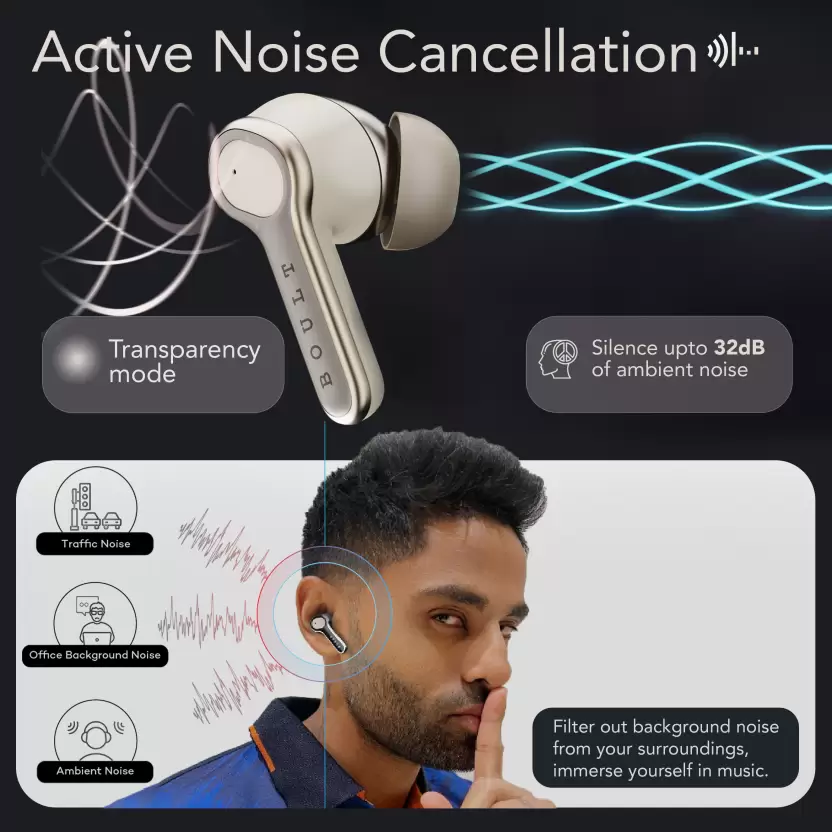 Active Noise Cancellation
BOULT
Transparency
mode
Silence upto 32dB
of ambient noise
Traffic Noise
Office Background Noise
Ambient Noise
Filter out background noise
from your surroundings,
immerse yourself in music.